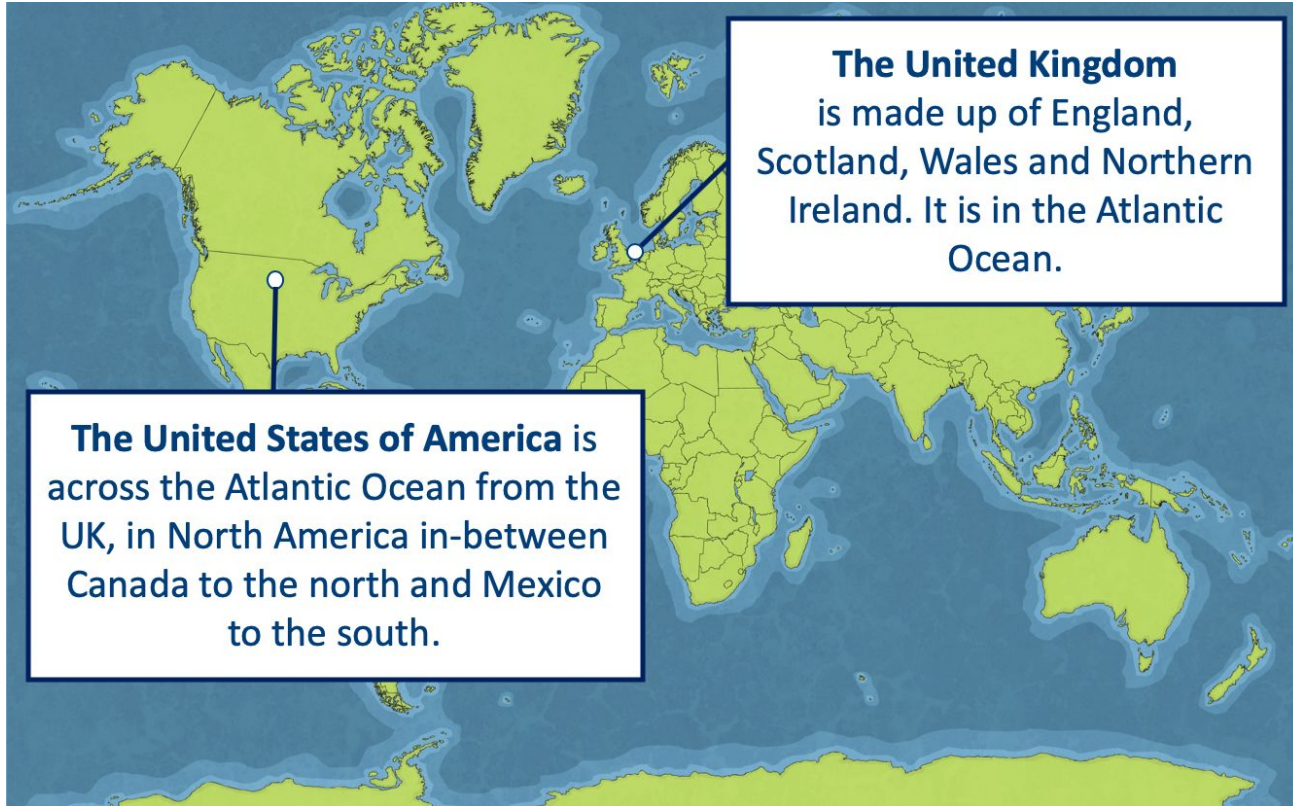 The United Kingdom
is made up of England,
Scotland, Wales and Northern
Ireland. It is in the Atlantic
Ocean.
The United States of America is
across the Atlantic Ocean from the
UK, in North America in-between
Canada to the north and Mexico
to the south.